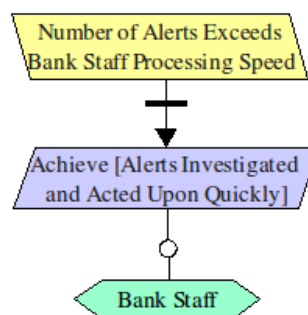 Number of Alerts Exceeds
Bank Staff Processing Speed
Achieve [Alerts Investigated
and Acted Upon Quickly]
Bank Staff